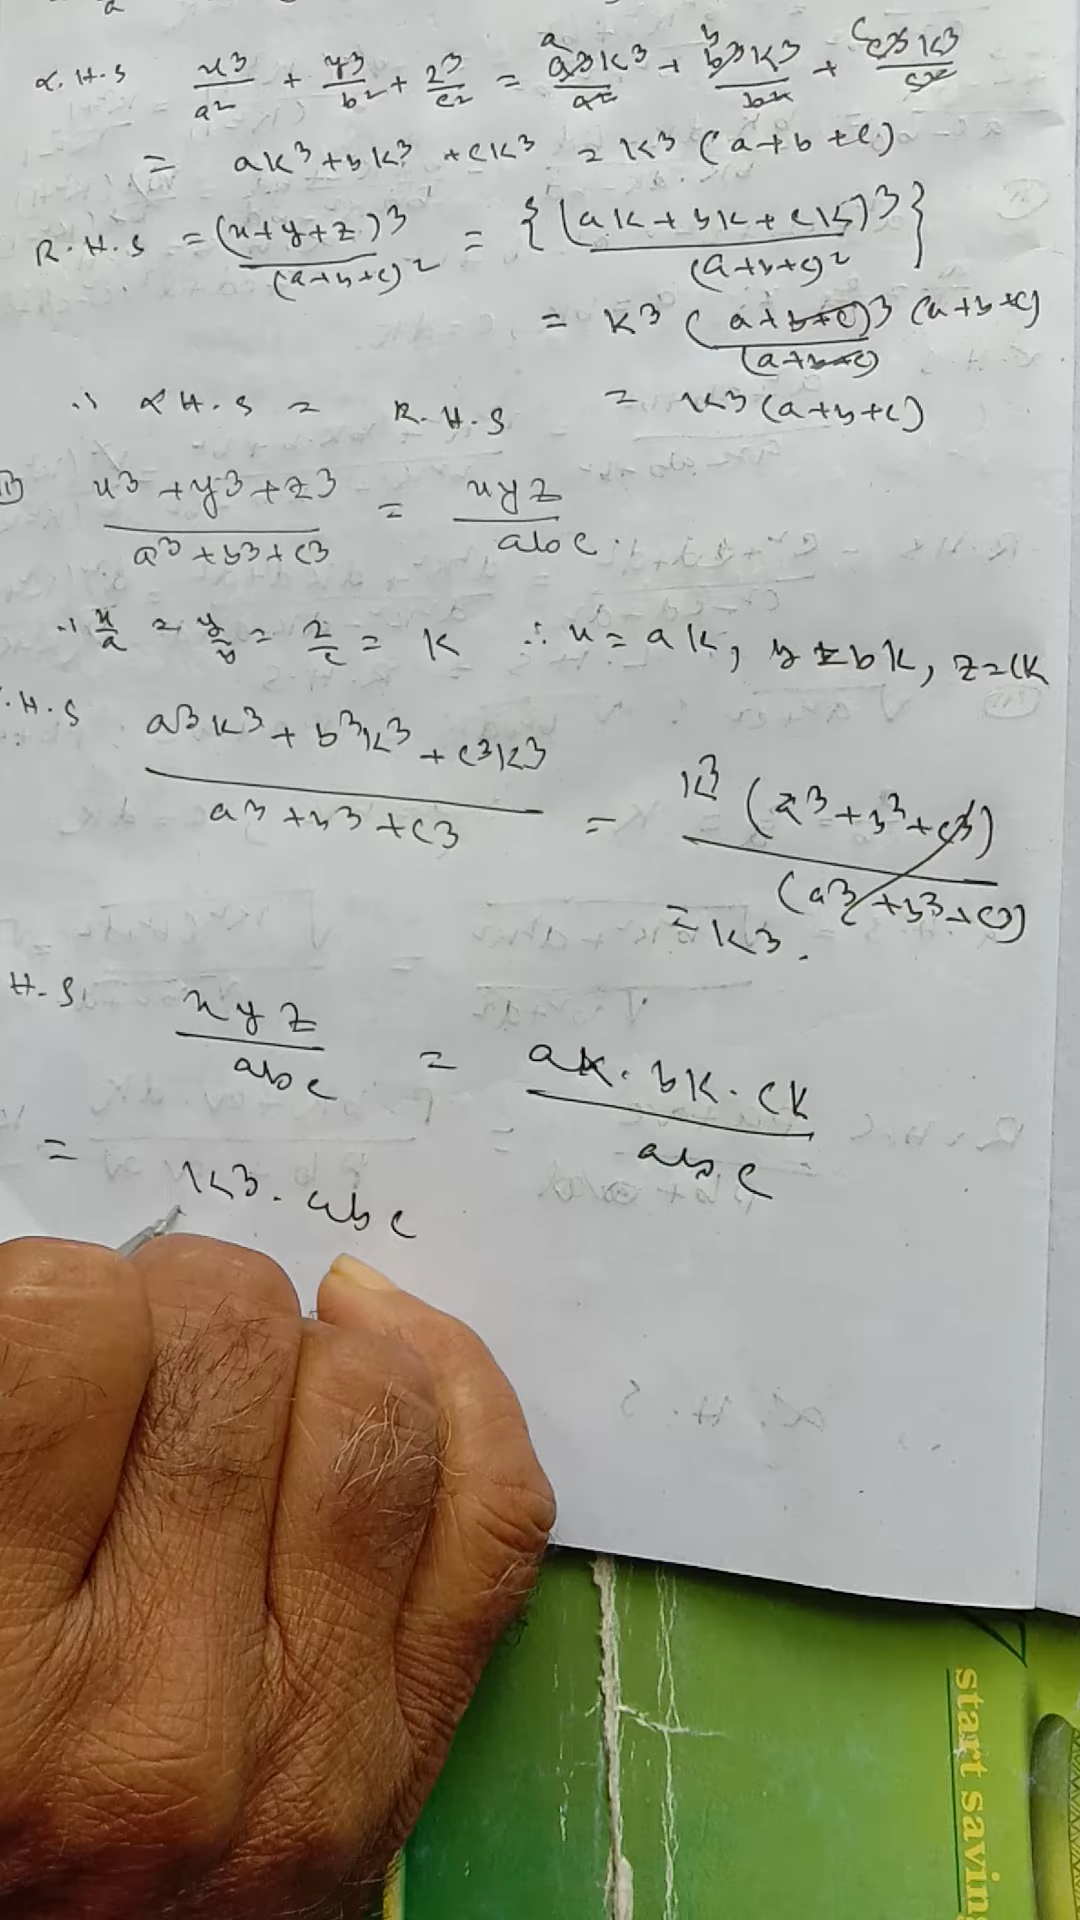 L.H.S x3/a2 + y3/b2 + z3/c2 = a3k3/a2 + b3k3/b2 + c3k3/c2
= ak3+bk3 +ck3 = k3 (a+b+c)
R.H.S = (x+y+z)3/(a+b+c)2 = {(ak+bk+ck)3/(a+b+c)2}
= k3 (a+b+c)3 (a+b+c)/(a+b+c)
∴ L.H.S = R.H.S = k3 (a+b+c)
x3+y3+z3/a3+b3+c3 = xyz/abc
∴ x/a = y/b = z/c = k ∴ x = ak, y = bk, z=ck
.H.S a3k3 + b3k3 + c3k3/a3+b3+c3 = k3 (a3+b3+c3)/(a3+b3+c3)
= k3.
H.S xyz/abc = ak.bk.ck/abc
= k3.abc
start savin